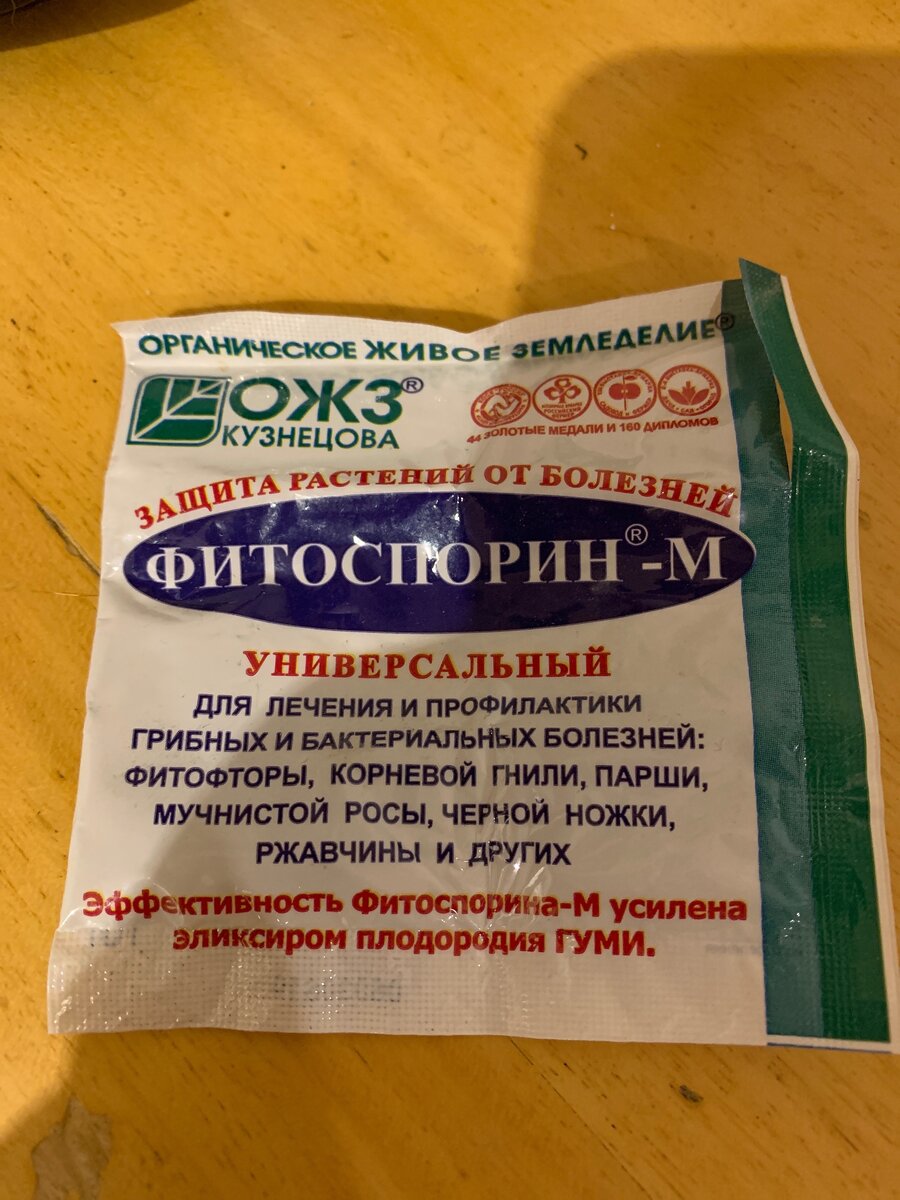 ОРГАНИЧЕСКОЕ ЖИВОЕ ЗЕМЛЕДЕЛИЕ®
ОЖЗ®
КУЗНЕЦОВА
44 ЗОЛОТЫЕ МЕДАЛИ И 160 ДИПЛОМОВ
ЗАЩИТА РАСТЕНИЙ ОТ БОЛЕЗНЕЙ
ФИТОСПОРИН®-М
УНИВЕРСАЛЬНЫЙ
ДЛЯ ЛЕЧЕНИЯ И ПРОФИЛАКТИКИ
ГРИБНЫХ И БАКТЕРИАЛЬНЫХ БОЛЕЗНЕЙ:
ФИТОФТОРЫ, КОРНЕВОЙ ГНИЛИ, ПАРШИ,
МУЧНИСТОЙ РОСЫ, ЧЕРНОЙ НОЖКИ,
РЖАВЧИНЫ И ДРУГИХ
Эффективность Фитоспорина-М усилена
эликсиром плодородия ГУМИ.